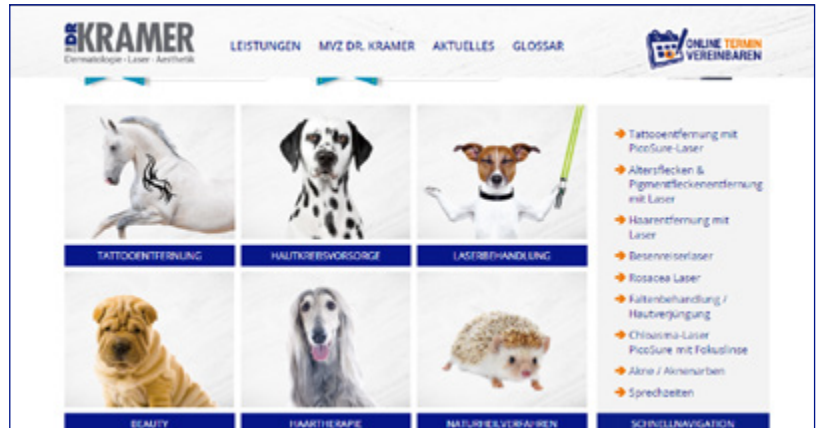 DR KRAMER
Dermatologie · Laser · Aesthetik
LEISTUNGEN MVZ DR. KRAMER AKTUELLES GLOSSAR
ONLINE TERMIN
VEREINBAREN
TATTOOENTFERNUNG
HAUTKREBSVORSORGE
LASERBEHANDLUNG
Tattooentfernung mit
PicoSure-Laser
Altersflecken &
Pigmentfleckenentfernung
mit Laser
Haarentfernung mit
Laser
Besenreiserlaser
Rosacea Laser
Faltenbehandlung /
Hautverjüngung
Chloasma-Laser
PicoSure mit Fokuslinse
Akne / Aknenarben
Sprechzeiten
BEAUTY
HAARTHERAPIE
NATURHEILVERFAHREN
SCHNELLNAVIGATION